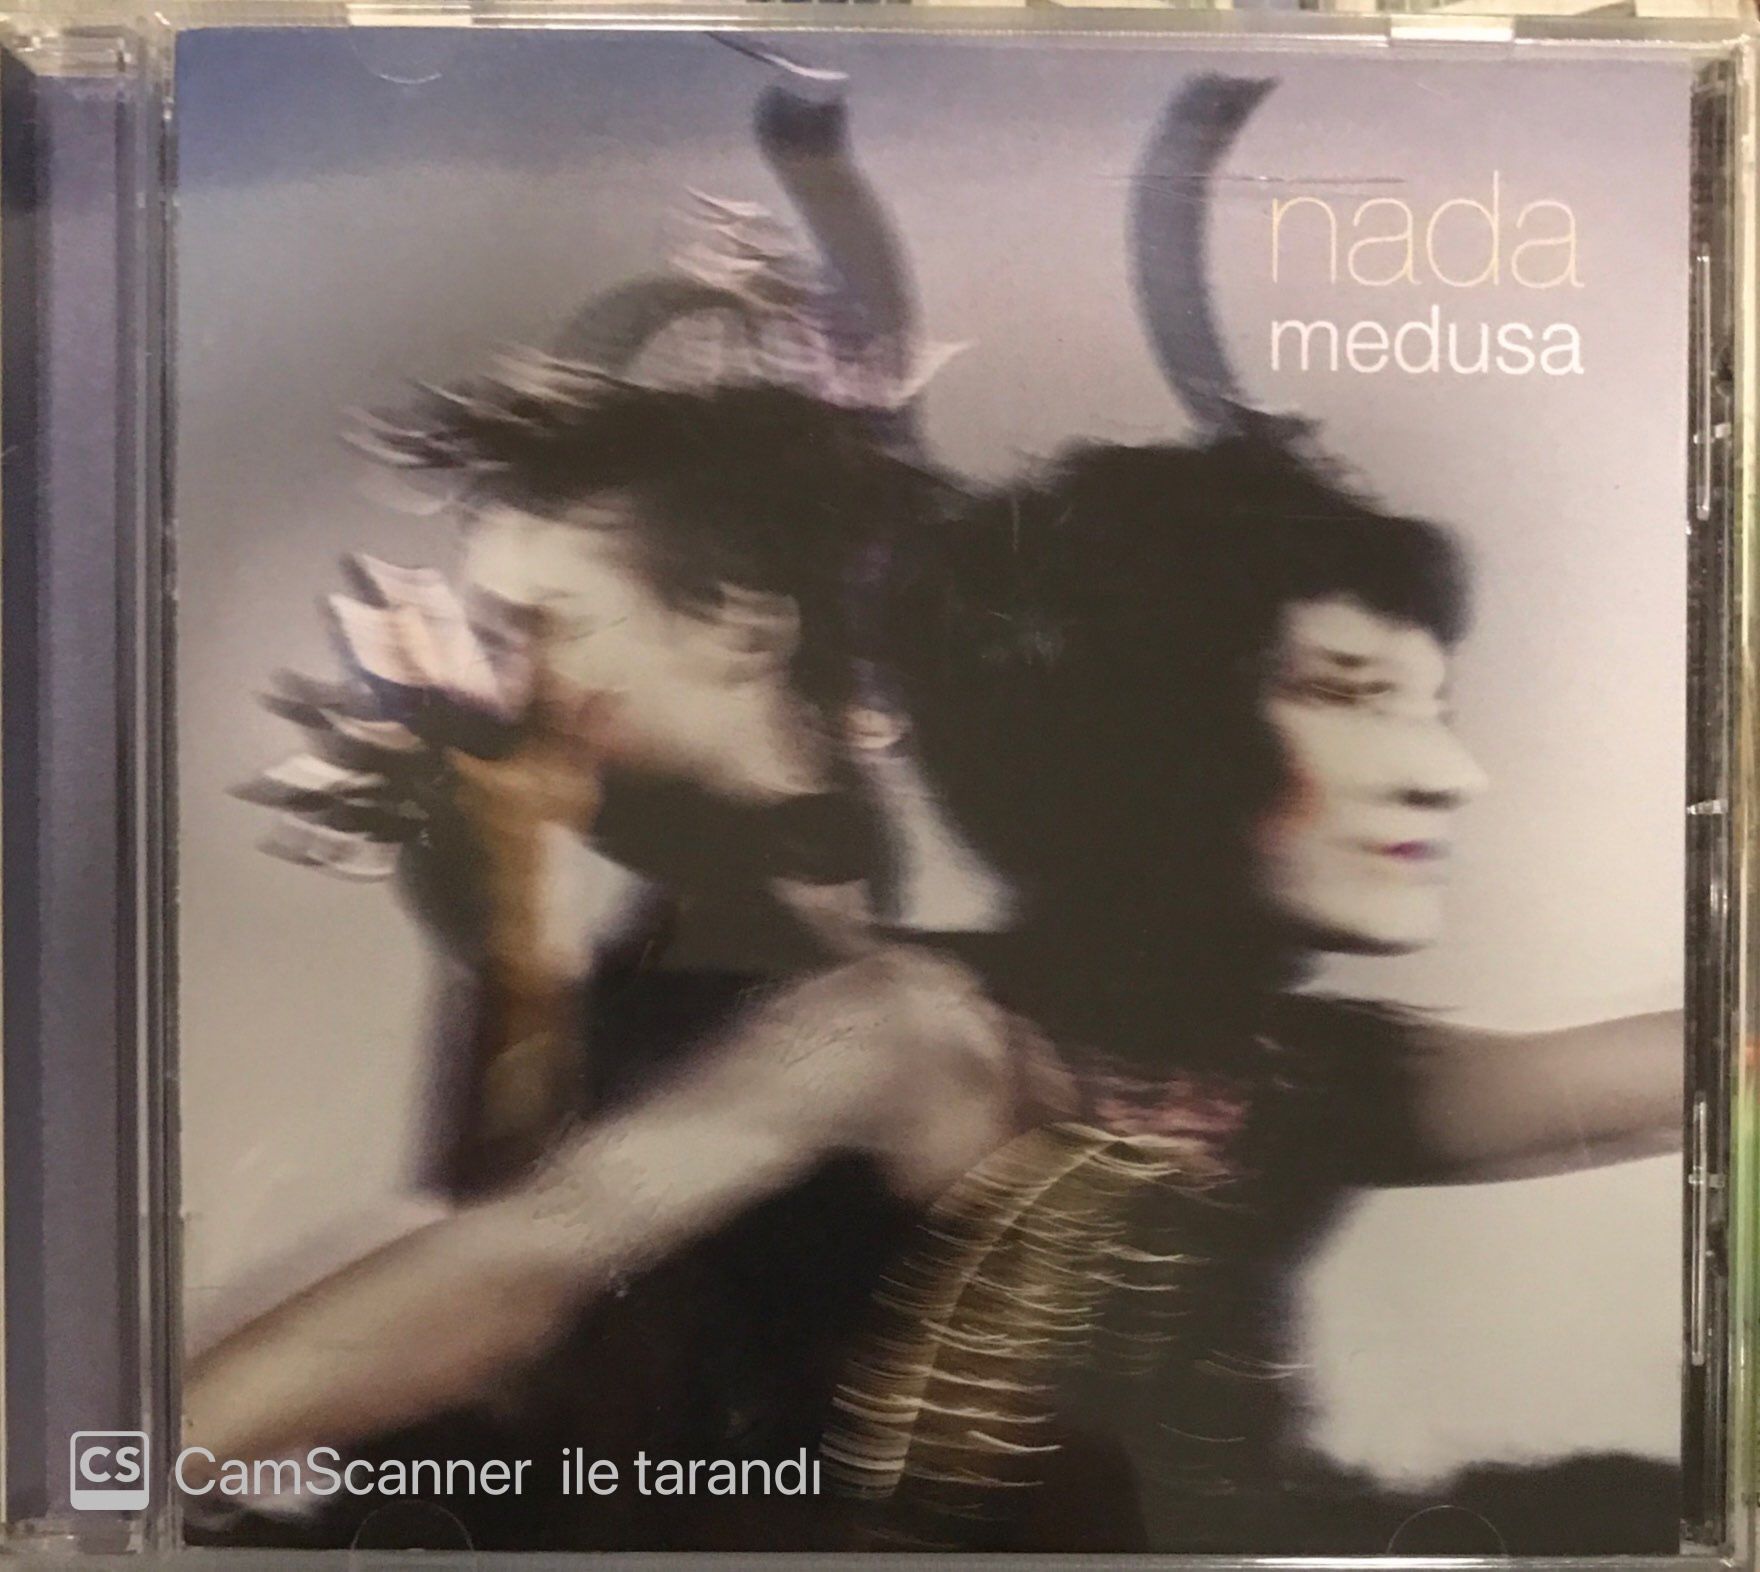 nada
medusa
CS CamScanner ile tarandı